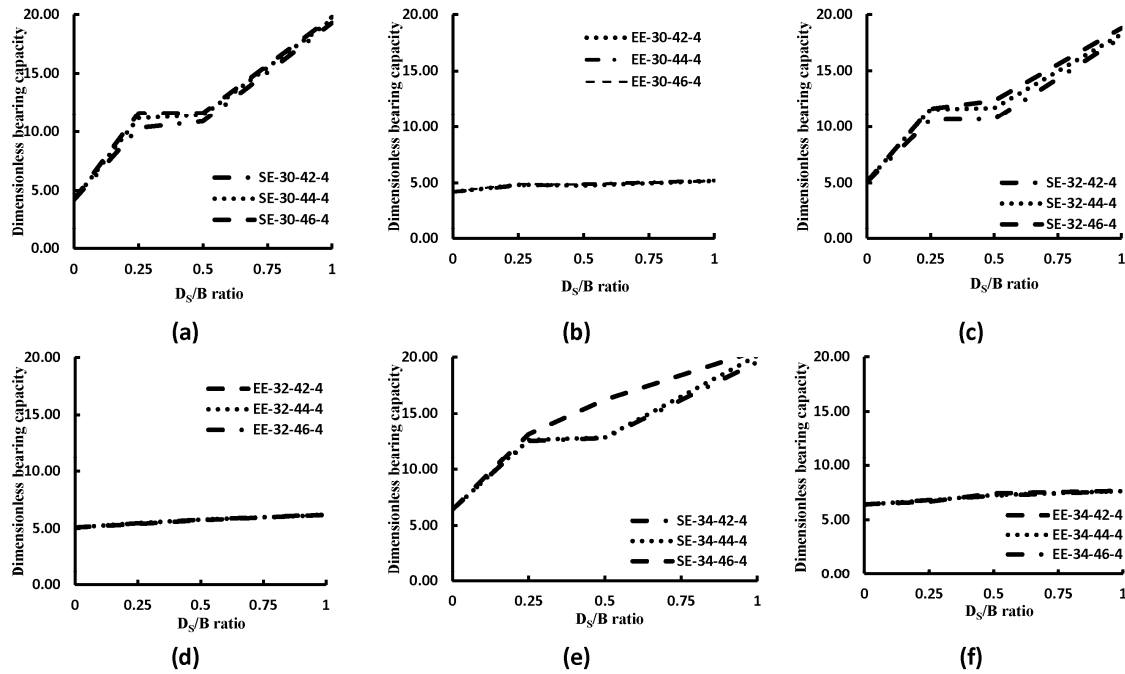 Dimensionless bearing capacity
20.00
15.00
10.00
5.00
0.00
SE-30-42-4
SE-30-44-4
SE-30-46-4
0 0.25 0.5 0.75 1
DS/B ratio
(a)
Dimensionless bearing capacity
20.00
15.00
10.00
5.00
0.00
EE-30-42-4
EE-30-44-4
EE-30-46-4
0 0.25 0.5 0.75 1
DS/B ratio
(b)
Dimensionless bearing capacity
20.00
15.00
10.00
5.00
0.00
SE-32-42-4
SE-32-44-4
SE-32-46-4
0 0.25 0.5 0.75 1
DS/B ratio
(c)
Dimensionless bearing capacity
20.00
15.00
10.00
5.00
0.00
EE-32-42-4
EE-32-44-4
EE-32-46-4
0 0.25 0.5 0.75 1
DS/B ratio
(d)
Dimensionless bearing capacity
20.00
15.00
10.00
5.00
0.00
SE-34-42-4
SE-34-44-4
SE-34-46-4
0 0.25 0.5 0.75 1
DS/B ratio
(e)
Dimensionless bearing capacity
20.00
15.00
10.00
5.00
0.00
EE-34-42-4
EE-34-44-4
EE-34-46-4
0 0.25 0.5 0.75 1
DS/B ratio
(f)